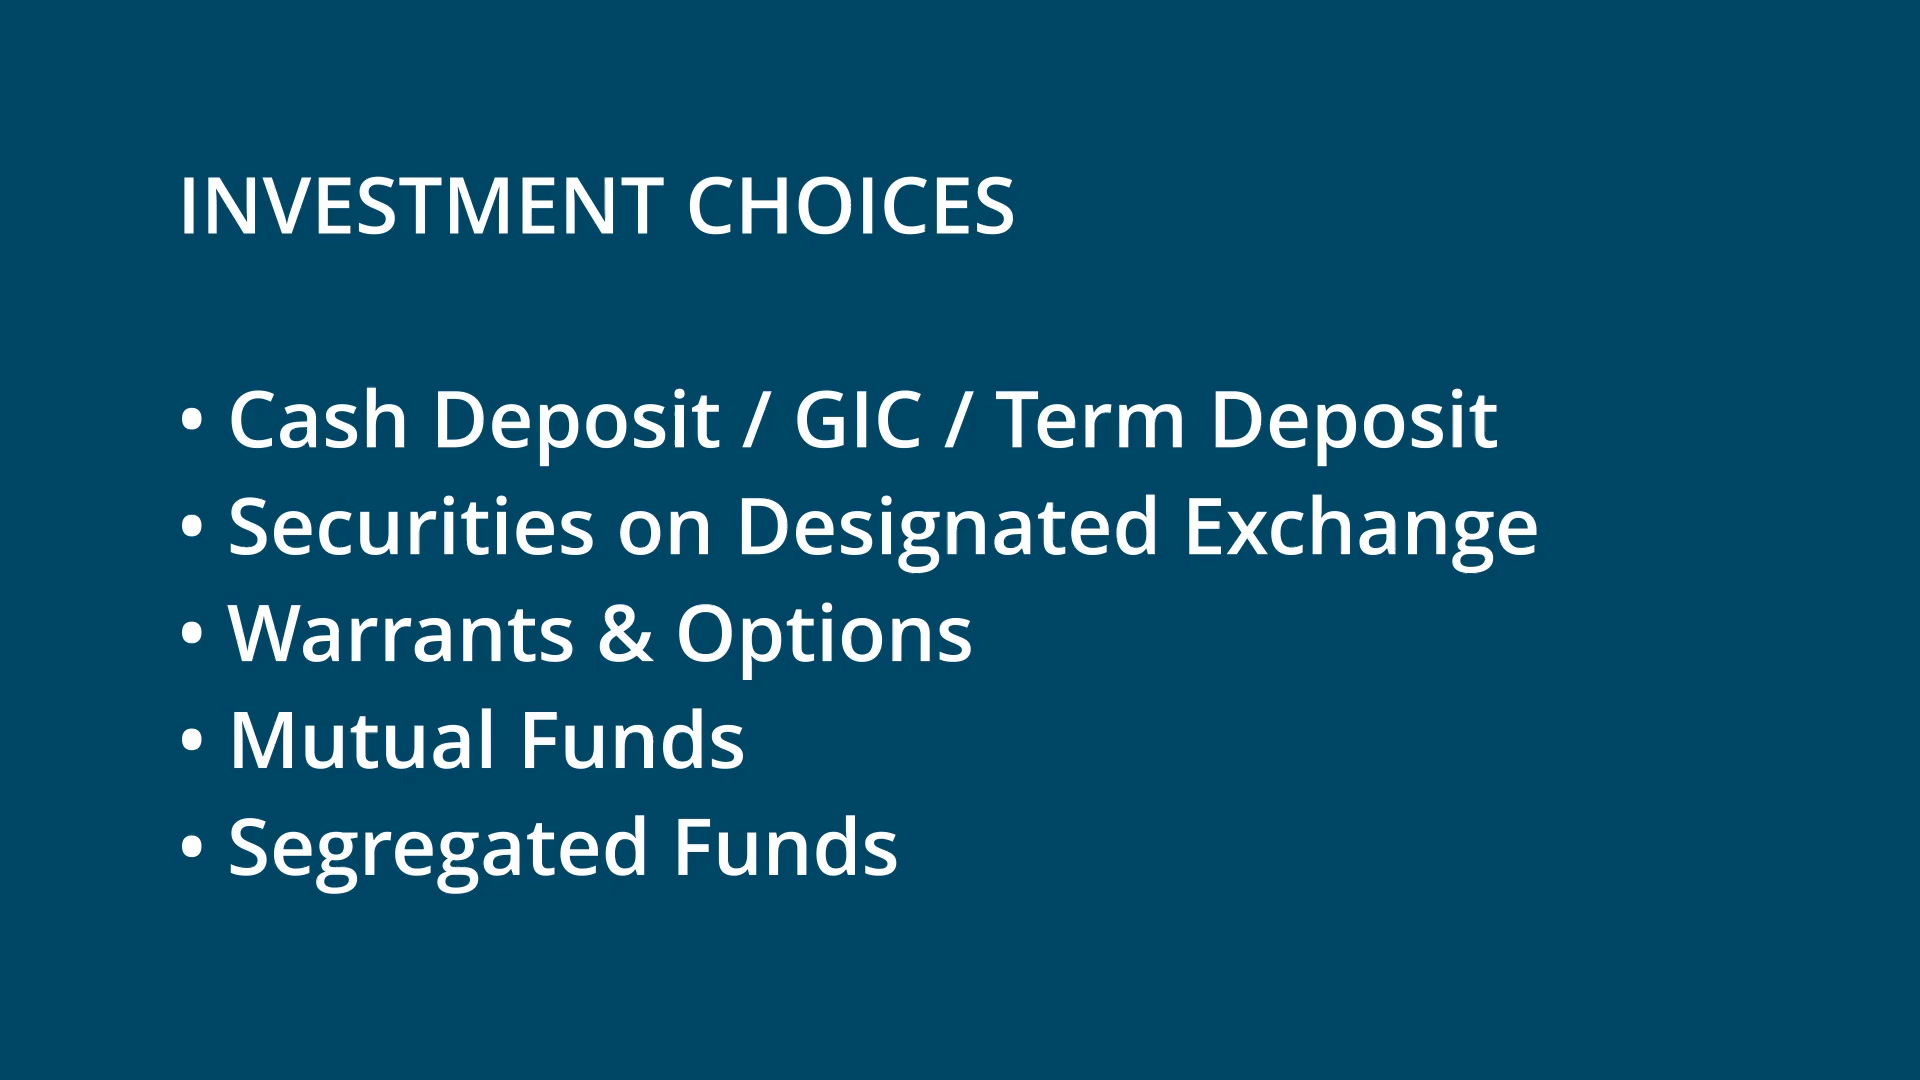 INVESTMENT CHOICES
• Cash Deposit / GIC / Term Deposit
• Securities on Designated Exchange
• Warrants & Options
• Mutual Funds
• Segregated Funds